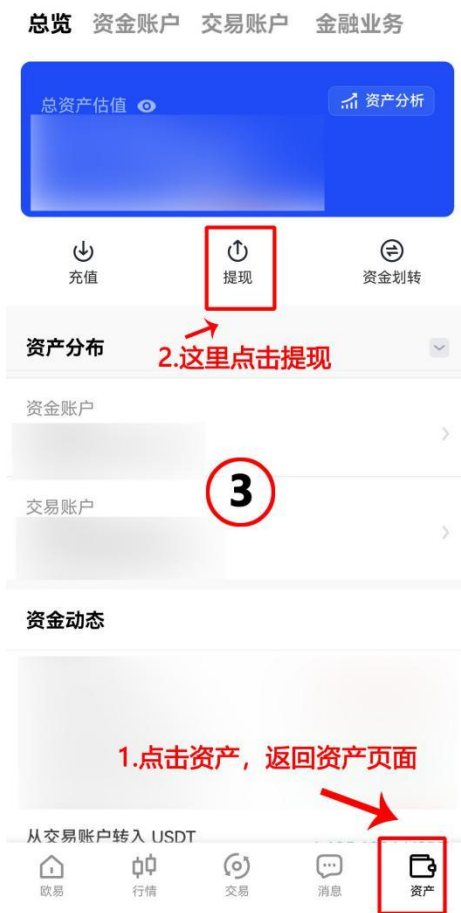 总览 资金账户 交易账户 金融业务
总资产估值
资产分析
充值 提现 资金划转
2.这里点击提现
资产分布
资金账户
3
交易账户
资金动态
1.点击资产，返回资产页面
从交易账户转入 USDT
欧易 行情 交易 消息 资产